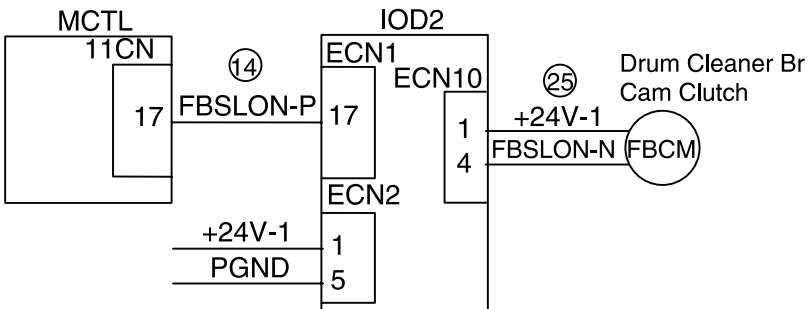 MCTL
IOD2
11CN
14
ECN1
ECN10
25
Drum Cleaner Br
Cam Clutch
17
FBSLON-P
17
1
+24V-1
4
FBSLON-N
FBCM
ECN2
+24V-1
1
PGND
5